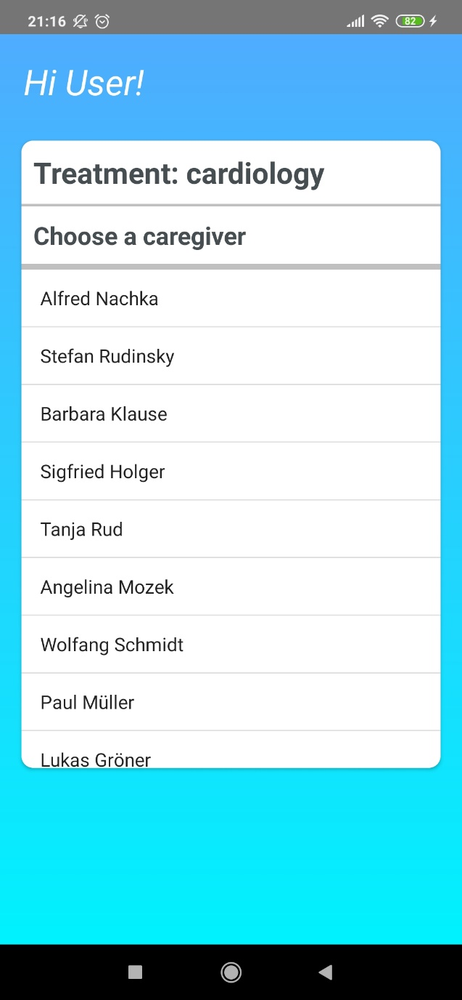 21:16
82
Hi User!
Treatment: cardiology
Choose a caregiver
Alfred Nachka
Stefan Rudinsky
Barbara Klause
Sigfried Holger
Tanja Rud
Angelina Mozek
Wolfang Schmidt
Paul Müller
Lukas Gröner